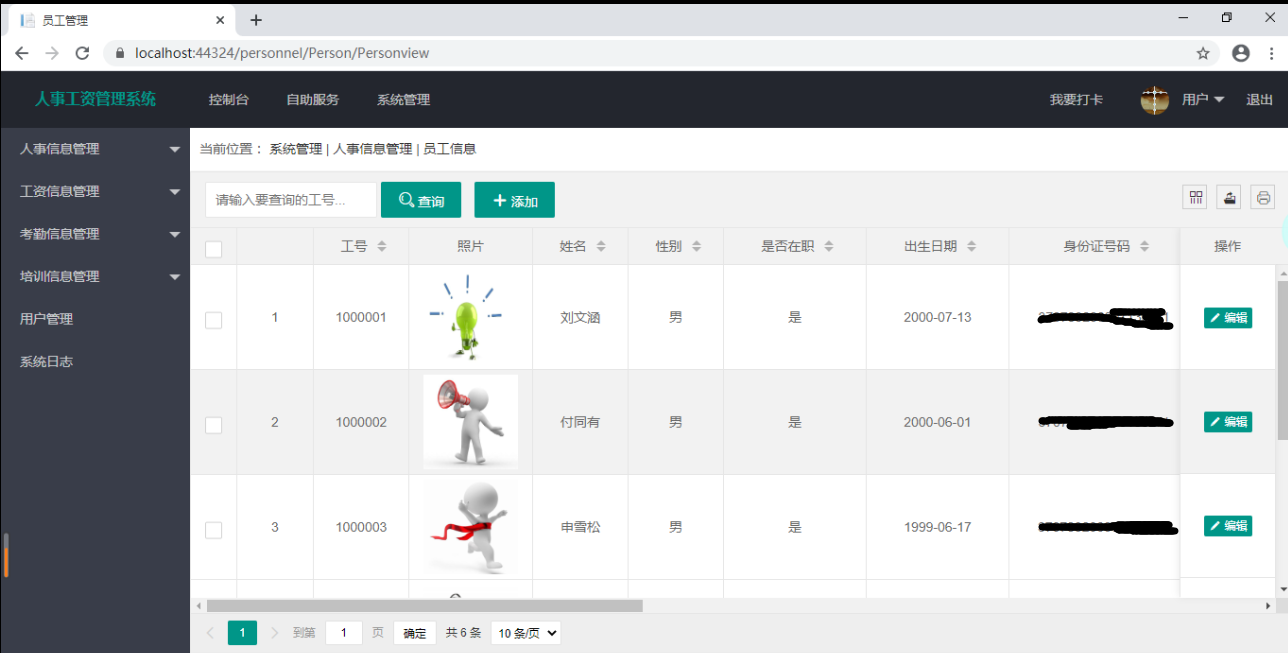 员工管理
localhost:44324/personnel/Person/Personview
人事工资管理系统 控制台 自助服务 系统管理 我要打卡 用户 退出
人事信息管理
工资信息管理
考勤信息管理
培训信息管理
用户管理
系统日志
当前位置： 系统管理 | 人事信息管理 | 员工信息
请输入要查询的工号... 查询 添加
工号 照片 姓名 性别 是否在职 出生日期 身份证号码 操作
1 1000001 刘文涵 男 是 2000-07-13 编辑
2 1000002 付同有 男 是 2000-06-01 编辑
3 1000003 申雪松 男 是 1999-06-17 编辑
1 到第 1 页 确定 共 6 条 10 条/页